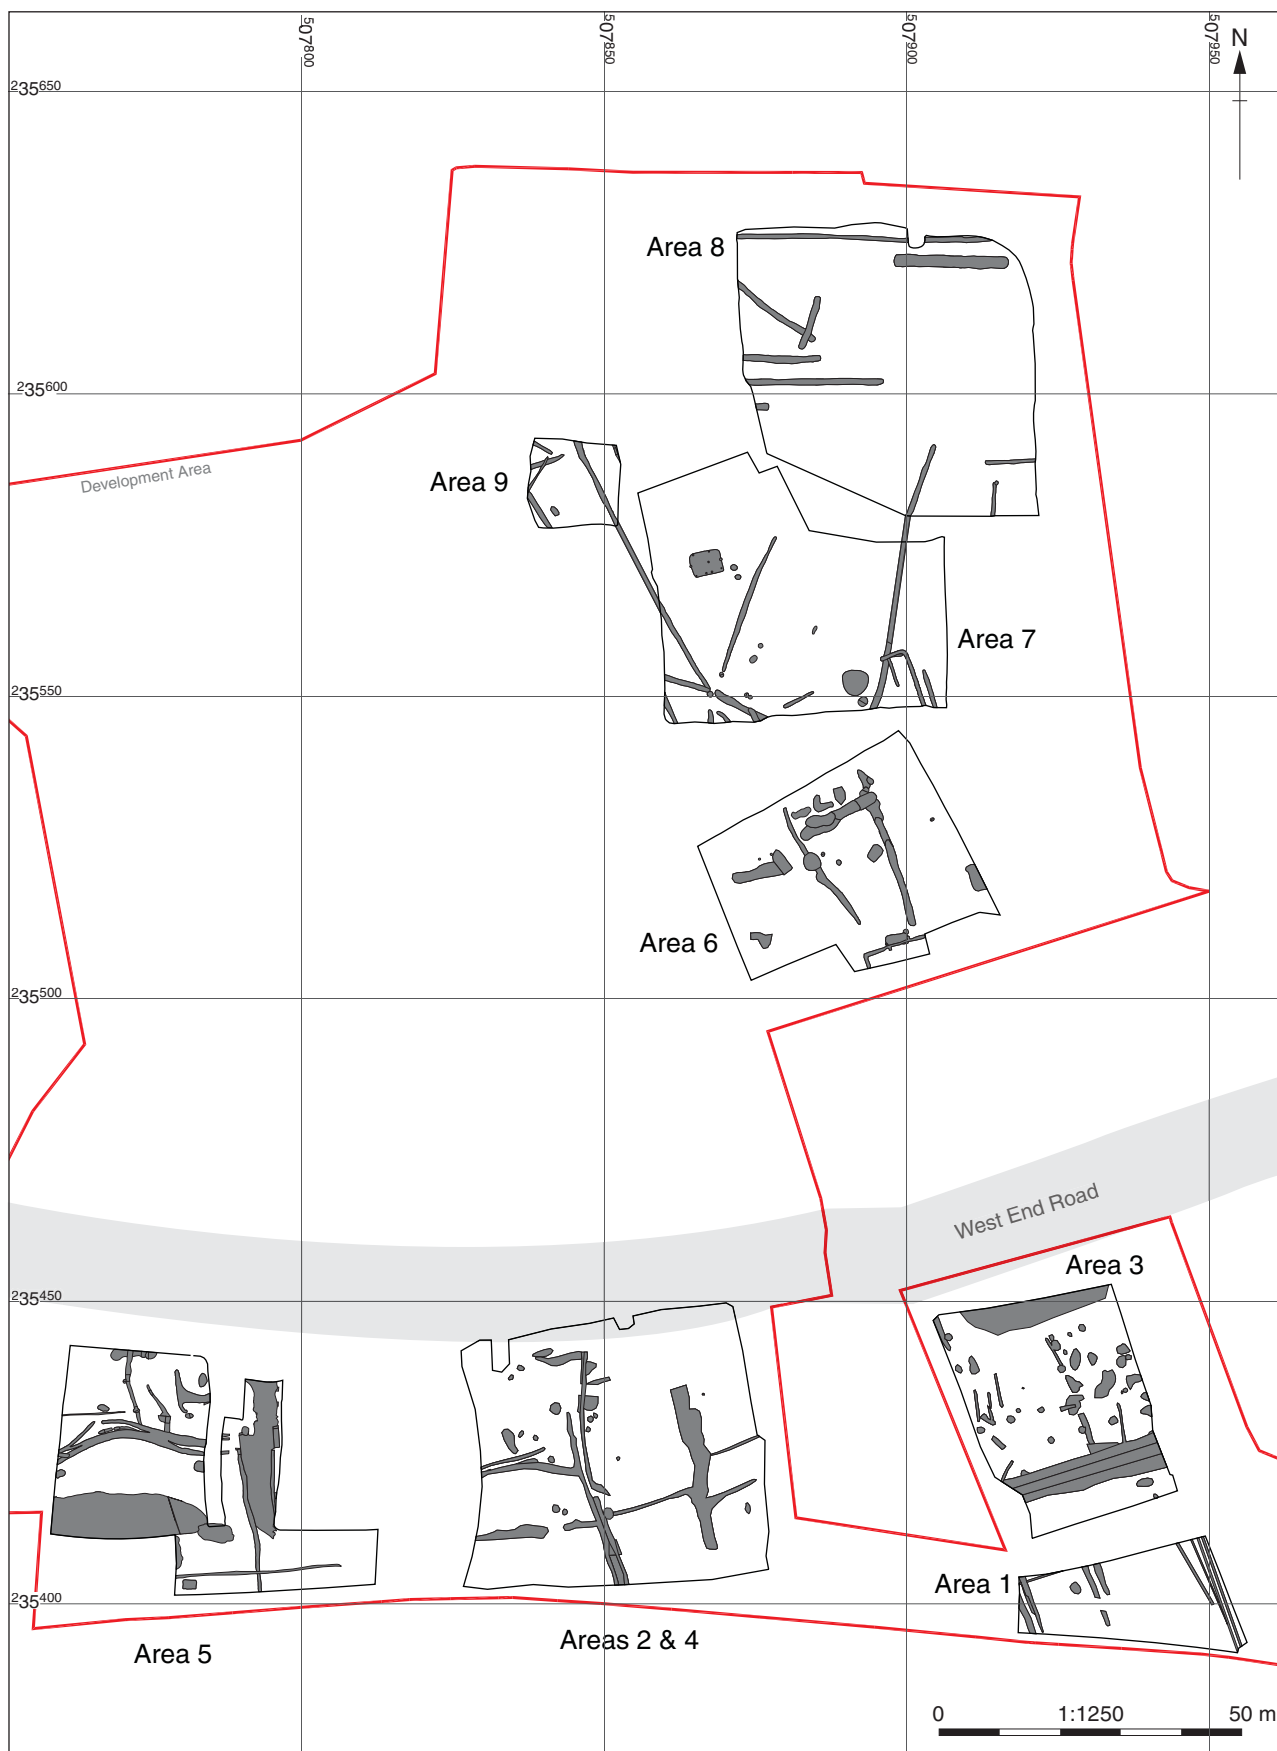 507800
507850
507900
507950
N
235650
Area 8
235600
Development Area
Area 9
Area 7
235550
Area 6
235500
West End Road
Area 3
235450
Area 1
235400
Area 5
Areas 2 & 4
0 1:1250 50 m